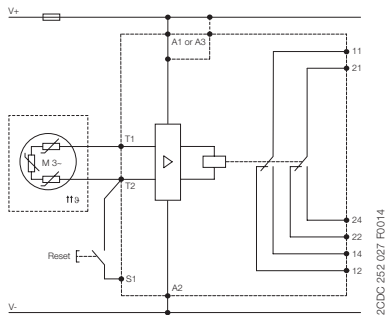 V+
A1 or A3
11
21
T1
M 3~
T2
ϑ
24
22
Reset
14
S1
12
A2
V-
2CDC 252 027 F0014